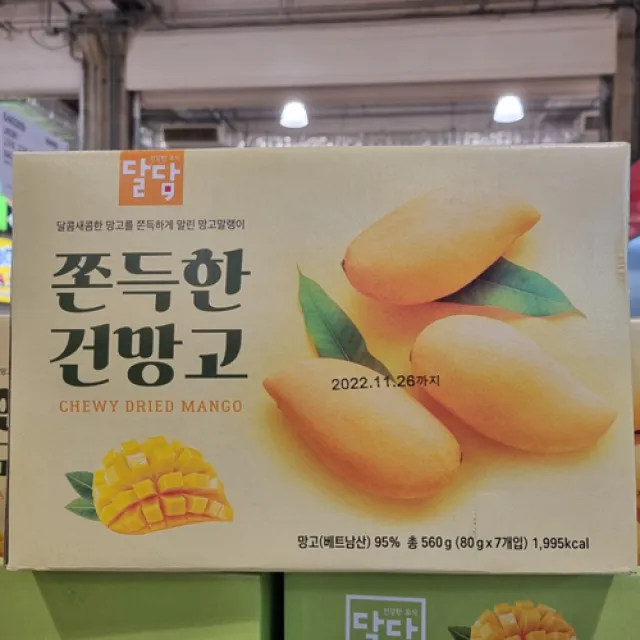 건강한 휴식
달담
달콤새콤한 망고를 쫀득하게 말린 망고말랭이
쫀득한
건망고
CHEWY DRIED MANGO
2022.11.26까지
망고(베트남산) 95% 총 560g (80g x 7개입) 1,995kcal
달담